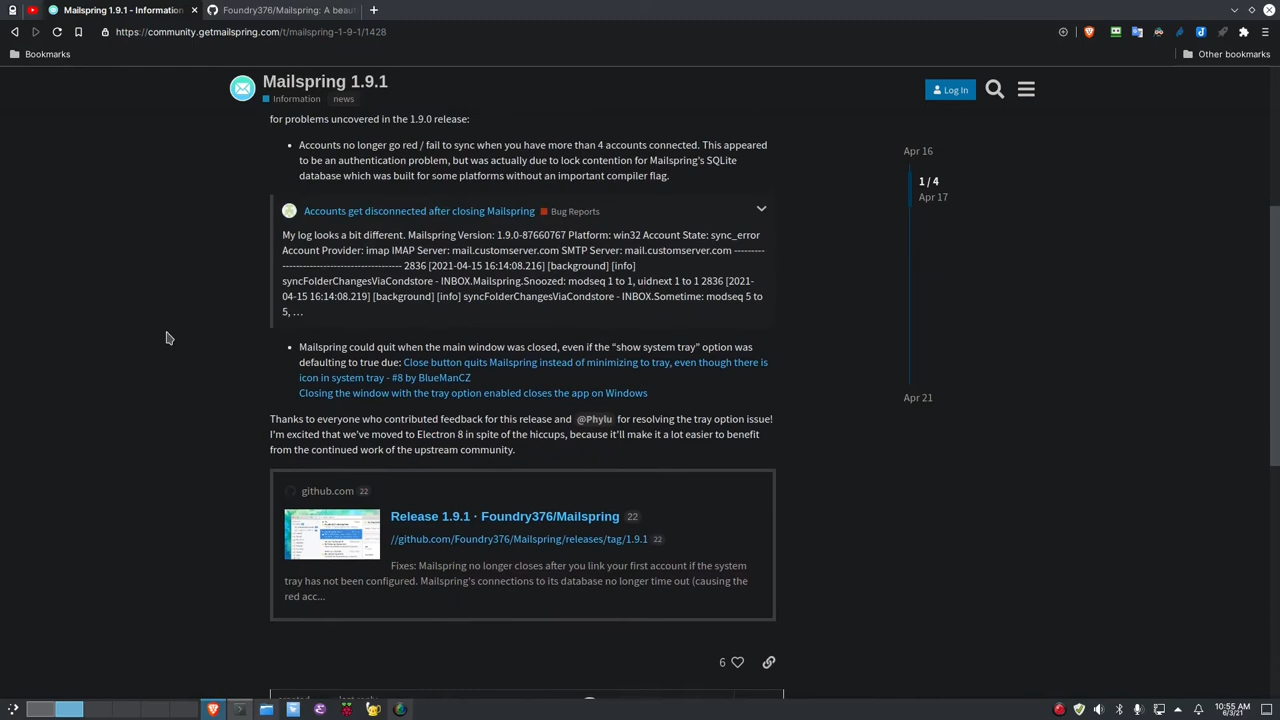 Mailspring 1.9.1 - Information
Foundry376/Mailspring: A beau
https://community.getmailspring.com/t/mailspring-1-9-1/1428
Bookmarks
Other bookmarks
Mailspring 1.9.1
Information
news
Log In
for problems uncovered in the 1.9.0 release:
Accounts no longer go red / fail to sync when you have more than 4 accounts connected. This appeared
to be an authentication problem, but was actually due to lock contention for Mailspring's SQLite
database which was built for some platforms without an important compiler flag.
Accounts get disconnected after closing Mailspring
Bug Reports
My log looks a bit different. Mailspring Version: 1.9.0-87660767 Platform: win32 Account State: sync_error
Account Provider: imap IMAP Server: mail.customserver.com SMTP Server: mail.customserver.com ---------
----------------------------------- 2836 [2021-04-15 16:14:08.216] [background] [info]
syncFolderChangesViaCondstore - INBOX.Mailspring.Snoozed: modseq 1 to 1, uidnext 1 to 1 2836 [2021-
04-15 16:14:08.219] [background] [info] syncFolderChangesViaCondstore - INBOX.Sometime: modseq 5 to
5, …
Mailspring could quit when the main window was closed, even if the “show system tray” option was
defaulting to true due: Close button quits Mailspring instead of minimizing to tray, even though there is
icon in system tray - #8 by BlueManCZ
Closing the window with the tray option enabled closes the app on Windows
Thanks to everyone who contributed feedback for this release and @Phylu for resolving the tray option issue!
I'm excited that we've moved to Electron 8 in spite of the hiccups, because it'll make it a lot easier to benefit
from the continued work of the upstream community.
github.com 22
Release 1.9.1 · Foundry376/Mailspring 22
//github.com/Foundry376/Mailspring/releases/tag/1.9.1 22
Fixes: Mailspring no longer closes after you link your first account if the system
tray has not been configured. Mailspring's connections to its database no longer time out (causing the
red acc...
6
created
last reply
Apr 16
1 / 4
Apr 17
Apr 21
10:55 AM
6/3/21